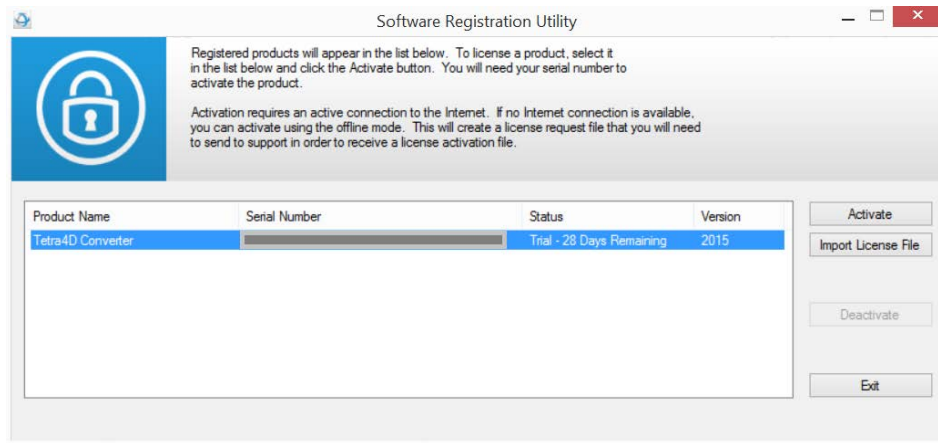 Software Registration Utility
Registered products will appear in the list below. To license a product, select it
in the list below and click the Activate button. You will need your serial number to
activate the product.
Activation requires an active connection to the Internet. If no Internet connection is available,
you can activate using the offline mode. This will create a license request file that you will need
to send to support in order to receive a license activation file.
Product Name Serial Number Status Version
Tetra4D Converter Trial - 28 Days Remaining 2015
Activate
Import License File
Deactivate
Exit